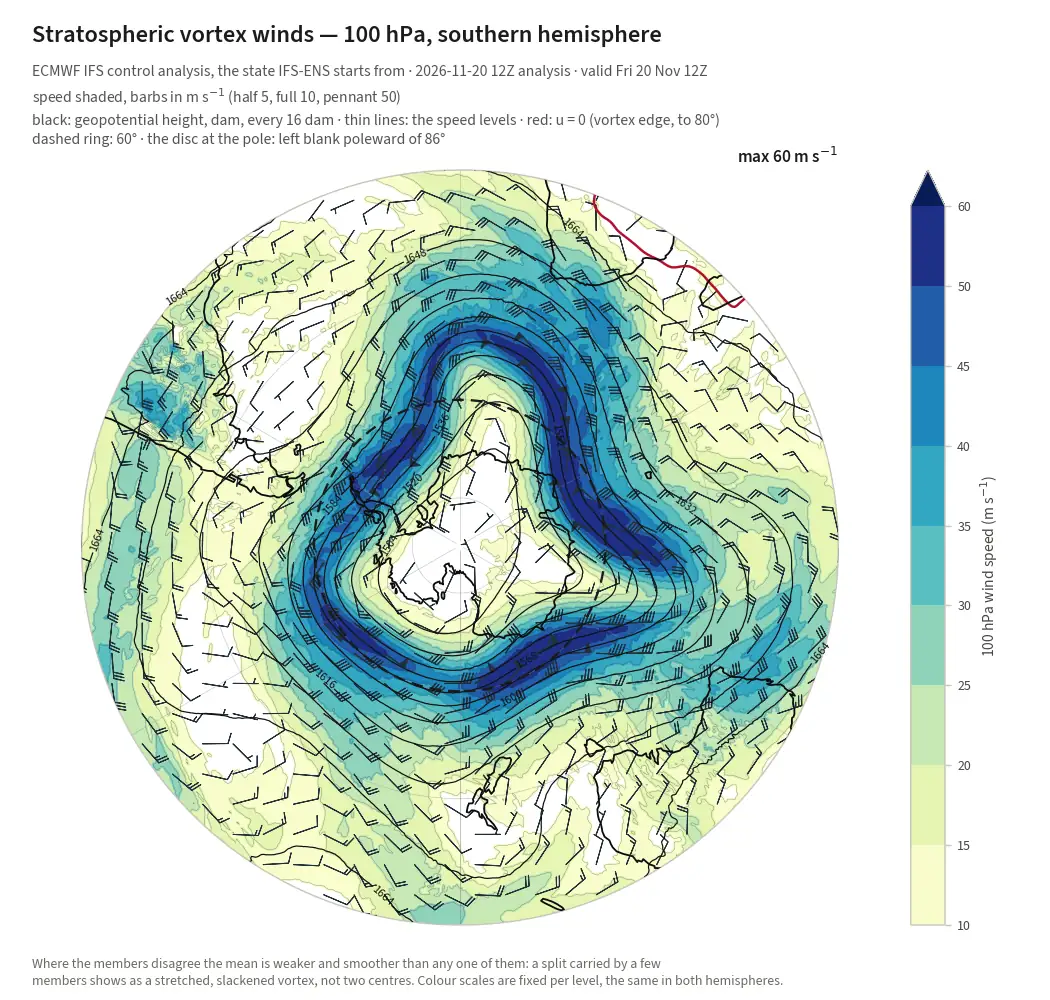 Stratospheric vortex winds — 100 hPa, southern hemisphere
ECMWF IFS control analysis, the state IFS-ENS starts from · 2026-11-20 12Z analysis · valid Fri 20 Nov 12Z
speed shaded, barbs in m s⁻¹ (half 5, full 10, pennant 50)
black: geopotential height, dam, every 16 dam · thin lines: the speed levels · red: u = 0 (vortex edge, to 80°)
dashed ring: 60° · the disc at the pole: left blank poleward of 86°
max 60 m s⁻¹
1664
1648
1664
1536
1520
1584
1632
1664
1664
1568
1616
1600
1664
60
50
45
40
35
30
25
20
15
10
100 hPa wind speed (m s⁻¹)
Where the members disagree the mean is weaker and smoother than any one of them: a split carried by a few
members shows as a stretched, slackened vortex, not two centres. Colour scales are fixed per level, the same in both hemispheres.